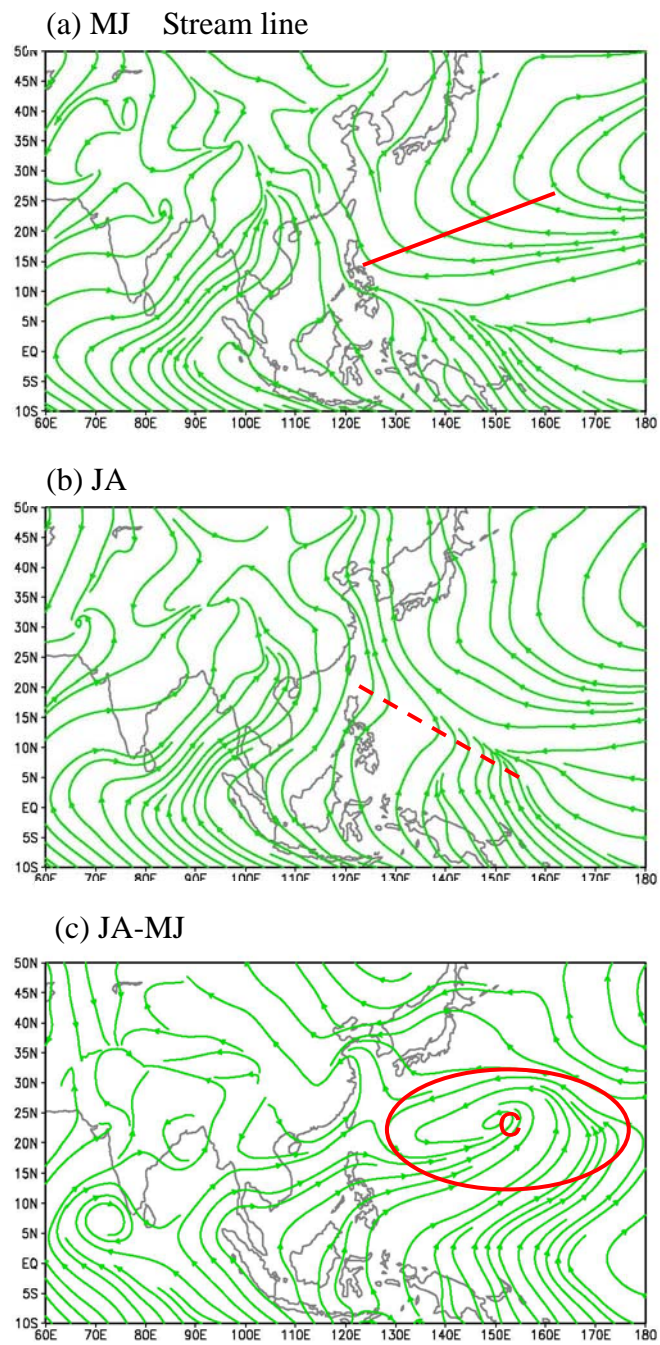 (a) MJ Stream line
50N
45N
40N
35N
30N
25N
20N
15N
10N
5N
EQ
5S
10S
60E 70E 80E 90E 100E 110E 120E 130E 140E 150E 160E 170E 180
(b) JA
50N
45N
40N
35N
30N
25N
20N
15N
10N
5N
EQ
5S
10S
60E 70E 80E 90E 100E 110E 120E 130E 140E 150E 160E 170E 180
(c) JA-MJ
50N
45N
40N
35N
30N
25N
C
20N
15N
10N
5N
EQ
5S
10S
60E 70E 80E 90E 100E 110E 120E 130E 140E 150E 160E 170E 180